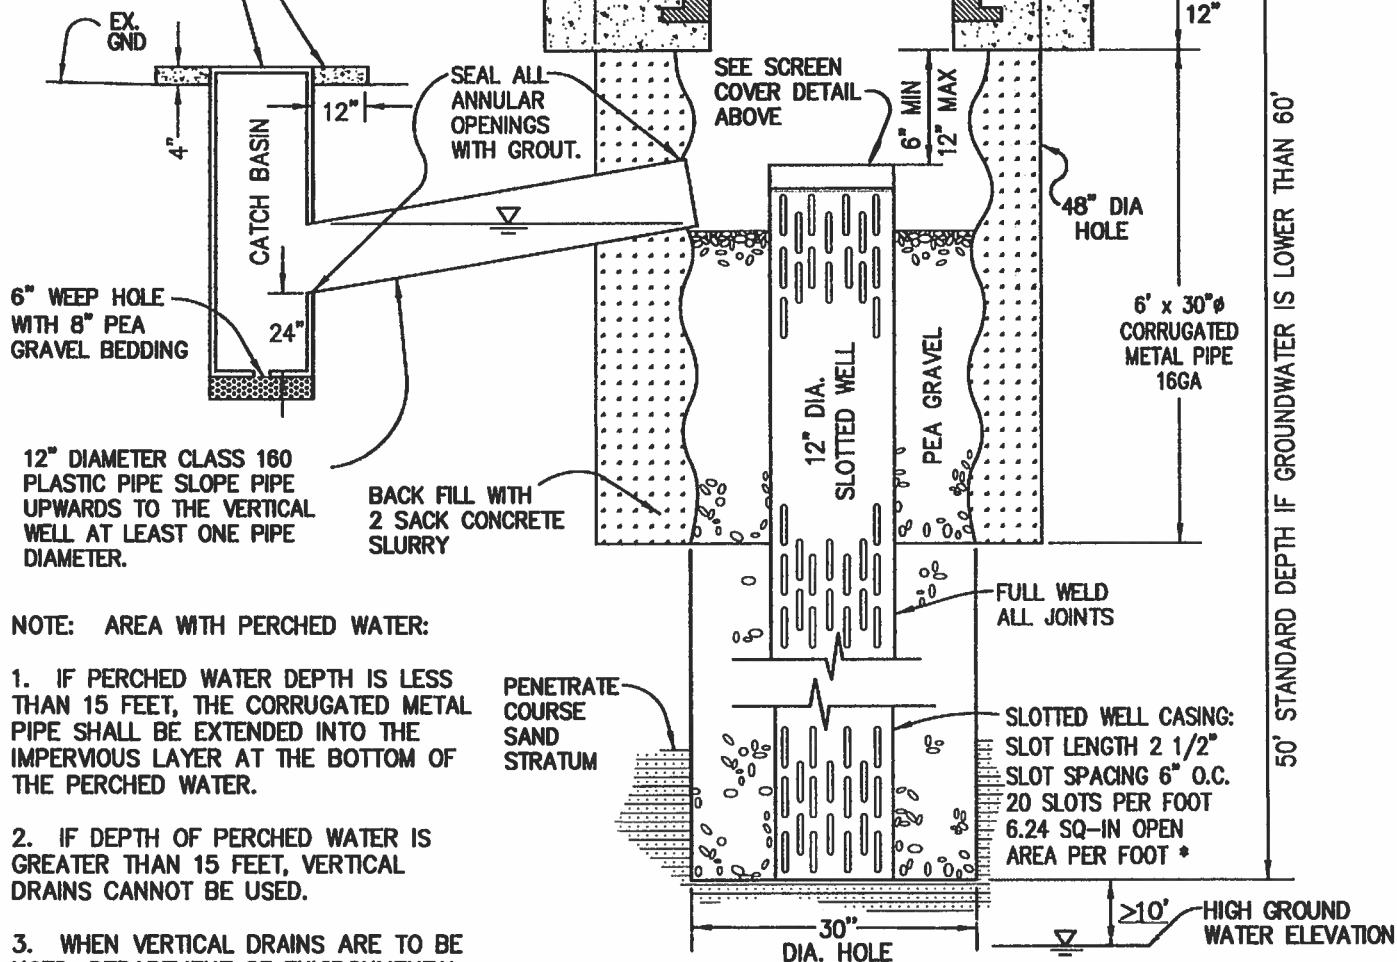 EX.
GND
4"
12"
CATCH BASIN
24"
6" WEEP HOLE
WITH 8" PEA
GRAVEL BEDDING
SEAL ALL
ANNULAR
OPENINGS
WITH GROUT.
SEE SCREEN
COVER DETAIL
ABOVE
6" MIN
12" MAX
12"
48" DIA
HOLE
6' x 30"ø
CORRUGATED
METAL PIPE
16GA
50' STANDARD DEPTH IF GROUNDWATER IS LOWER THAN 60'
12" DIA.
SLOTTED WELL
PEA GRAVEL
12" DIAMETER CLASS 160
PLASTIC PIPE SLOPE PIPE
UPWARDS TO THE VERTICAL
WELL AT LEAST ONE PIPE
DIAMETER.
BACK FILL WITH
2 SACK CONCRETE
SLURRY
FULL WELD
ALL JOINTS
PENETRATE
COURSE
SAND
STRATUM
SLOTTED WELL CASING:
SLOT LENGTH 2 1/2"
SLOT SPACING 6" O.C.
20 SLOTS PER FOOT
6.24 SQ-IN OPEN
AREA PER FOOT *
30"
DIA. HOLE
>10'
HIGH GROUND
WATER ELEVATION
NOTE: AREA WITH PERCHED WATER:
1. IF PERCHED WATER DEPTH IS LESS
THAN 15 FEET, THE CORRUGATED METAL
PIPE SHALL BE EXTENDED INTO THE
IMPERVIOUS LAYER AT THE BOTTOM OF
THE PERCHED WATER.
2. IF DEPTH OF PERCHED WATER IS
GREATER THAN 15 FEET, VERTICAL
DRAINS CANNOT BE USED.
3. WHEN VERTICAL DRAINS ARE TO BE